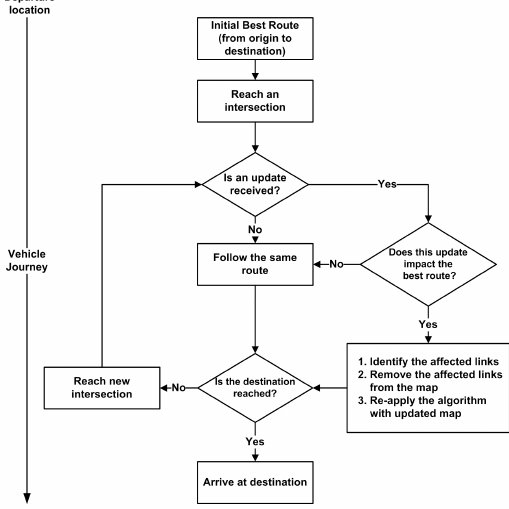 location
Initial Best Route
(from origin to
destination)
Reach an
intersection
Is an update
received?
Yes
No
Vehicle
Journey
Follow the same
route
No
Does this update
impact the
best route?
Yes
1. Identify the affected links
2. Remove the affected links
from the map
3. Re-apply the algorithm
with updated map
Reach new
intersection
No
Is the destination
reached?
Yes
Arrive at destination